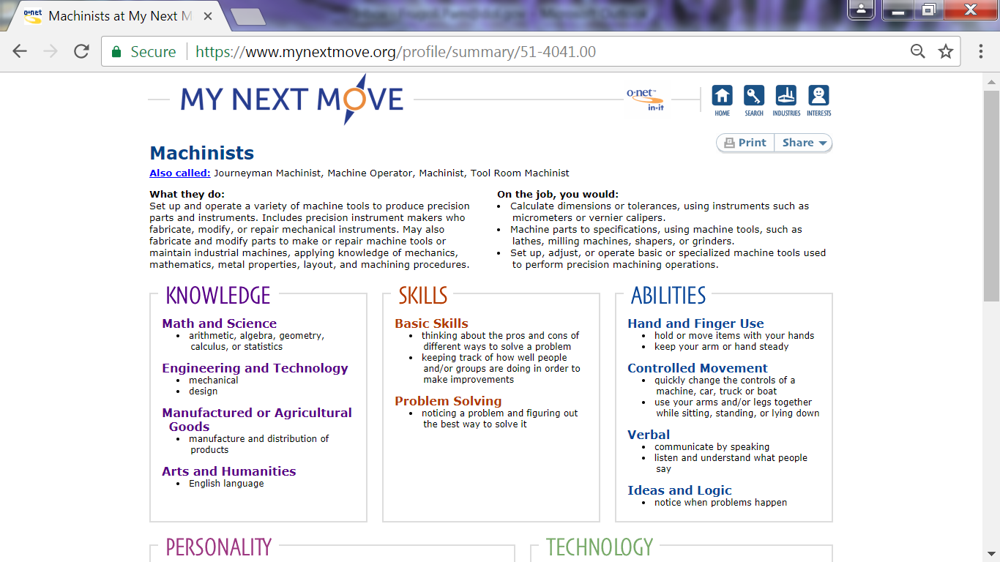 o·net Machinists at My Next M
Secure https://www.mynextmove.org/profile/summary/51-4041.00
MY NEXT MOVE
o·net™ in·it
HOME SEARCH INDUSTRIES INTERESTS
Print Share
Machinists
Also called: Journeyman Machinist, Machine Operator, Machinist, Tool Room Machinist
What they do:
Set up and operate a variety of machine tools to produce precision
parts and instruments. Includes precision instrument makers who
fabricate, modify, or repair mechanical instruments. May also
fabricate and modify parts to make or repair machine tools or
maintain industrial machines, applying knowledge of mechanics,
mathematics, metal properties, layout, and machining procedures.
On the job, you would:
• Calculate dimensions or tolerances, using instruments such as
micrometers or vernier calipers.
• Machine parts to specifications, using machine tools, such as
lathes, milling machines, shapers, or grinders.
• Set up, adjust, or operate basic or specialized machine tools used
to perform precision machining operations.
KNOWLEDGE
Math and Science
• arithmetic, algebra, geometry,
calculus, or statistics
Engineering and Technology
• mechanical
• design
Manufactured or Agricultural
Goods
• manufacture and distribution of
products
Arts and Humanities
• English language
SKILLS
Basic Skills
• thinking about the pros and cons of
different ways to solve a problem
• keeping track of how well people
and/or groups are doing in order to
make improvements
Problem Solving
• noticing a problem and figuring out
the best way to solve it
ABILITIES
Hand and Finger Use
• hold or move items with your hands
• keep your arm or hand steady
Controlled Movement
• quickly change the controls of a
machine, car, truck or boat
• use your arms and/or legs together
while sitting, standing, or lying down
Verbal
• communicate by speaking
• listen and understand what people
say
Ideas and Logic
• notice when problems happen
PERSONALITY
TECHNOLOGY